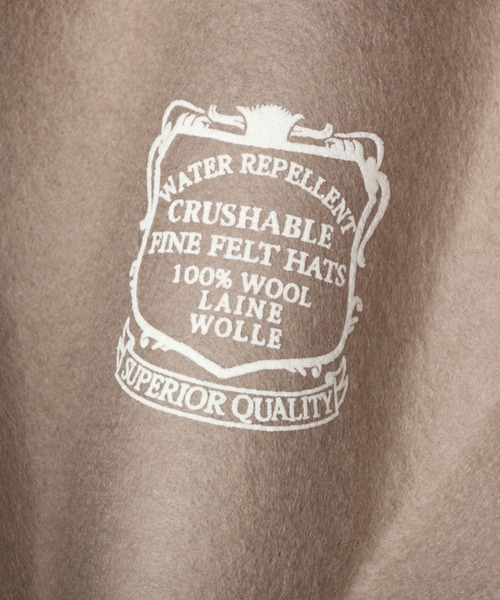 WATER REPELLENT
CRUSHABLE
FINE FELT HATS
100% WOOL
LAINE
WOLLE
SUPERIOR QUALITY